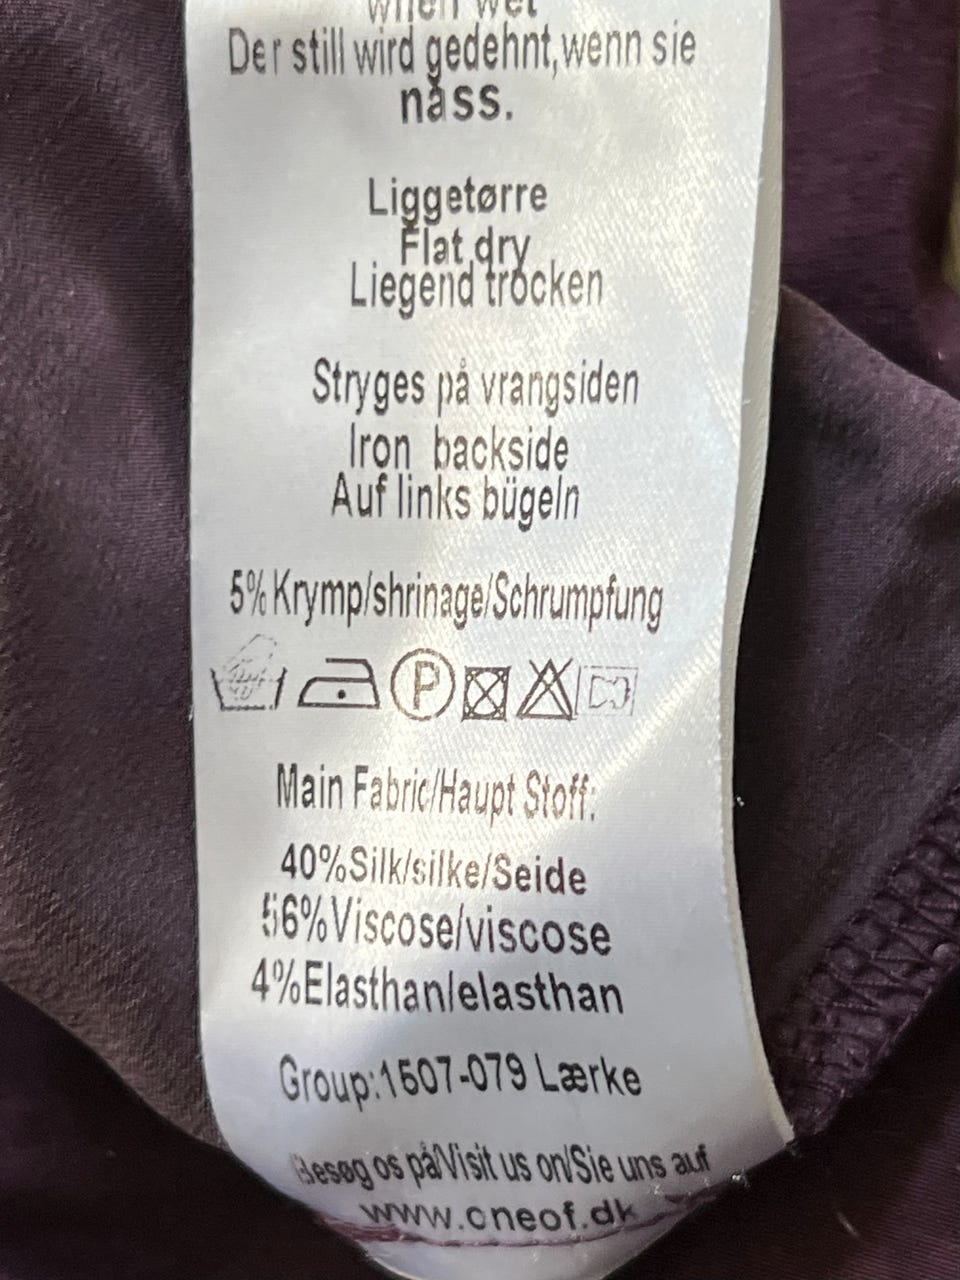 when wet
Der still wird gedehnt,wenn sie
nass.
Liggetørre
Flat dry
Liegend trocken
Stryges på vrangsiden
Iron backside
Auf links bügeln
5% Krymp/shrinage/Schrumpfung
P
Main Fabric/Haupt Stoff:
40%Silk/silke/Seide
56%Viscose/viscose
4%Elasthan/elasthan
Group:1507-079 Lærke
Besøg os på/Visit us on/Sie uns auf
www.oneof.dk